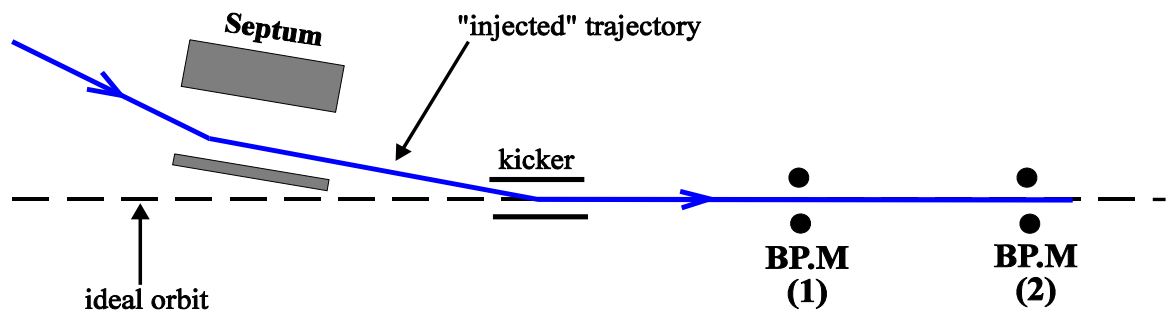 Septum
"injected" trajectory
kicker
BP.M
(1)
BP.M
(2)
ideal orbit